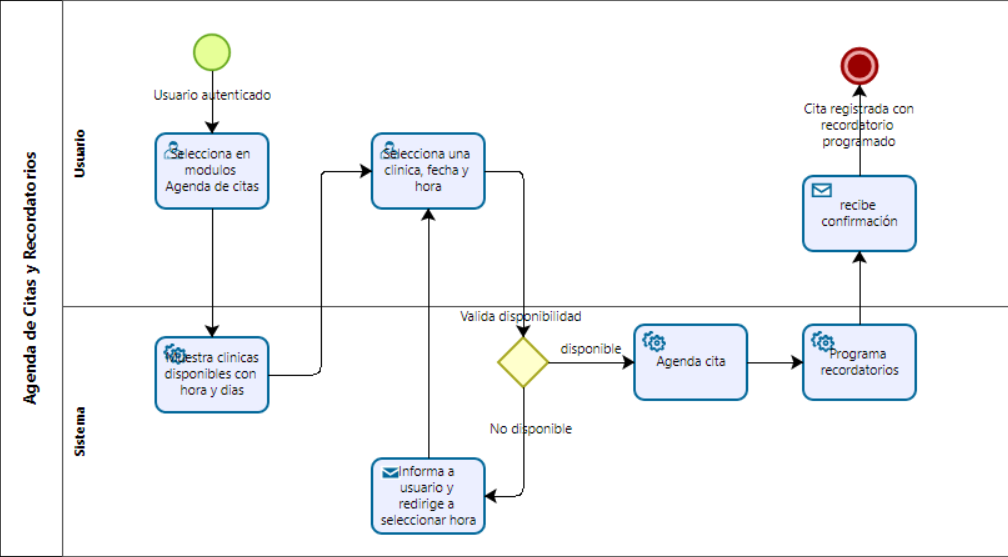 Agenda de Citas y Recordatorios
Usuario
Usuario autenticado
Selecciona en
modulos
Agenda de citas
Selecciona una
clinica, fecha y
hora
Cita registrada con
recordatorio
programado
recibe
confirmación
Sistema
Muestra clinicas
disponibles con
hora y dias
Valida disponibilidad
disponible
Agenda cita
Programa
recordatorios
No disponible
Informa a
usuario y
redirige a
seleccionar hora